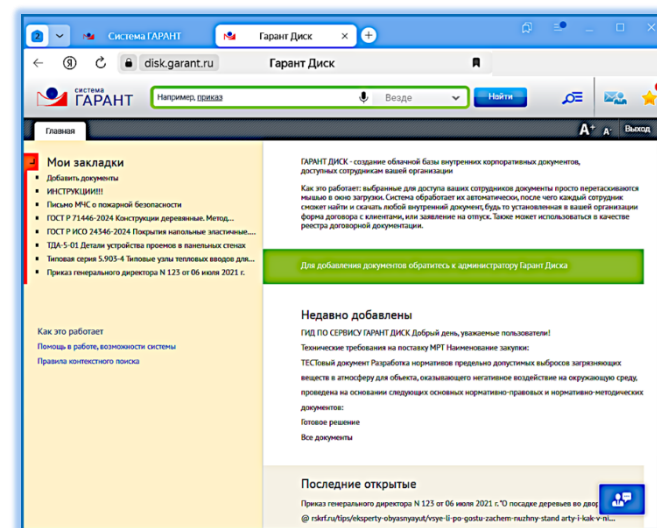 2 Система ГАРАНТ Гарант Диск
disk.garant.ru Гарант Диск
система
ГАРАНТ Например, приказ Везде Найти
Главная A+ A- Выход
Мои закладки
Добавить документы
ИНСТРУКЦИИ!!!
Письмо МЧС о пожарной безопасности
ГОСТ Р 71446-2024 Конструкции деревянные. Метод...
ГОСТ Р ИСО 24346-2024 Покрытия напольные эластичные....
ТДА-5-01 Детали устройства проемов в панельных стенах
Типовая серия 5.903-4 Типовые узлы тепловых вводов для...
Приказ генерального директора N 123 от 06 июля 2021 г.
Как это работает
Помощь в работе, возможности системы
Правила контекстного поиска
ГАРАНТ ДИСК - создание облачной базы внутренних корпоративных документов,
доступных сотрудникам вашей организации
Как это работает: выбранные для доступа ваших сотрудников документы просто перетаскиваются
мышью в окно загрузки. Система обработает их автоматически, после чего каждый сотрудник
сможет найти и скачать любой внутренний документ, будь то установленная в вашей организации
форма договора с клиентами, или заявление на отпуск. Также может использоваться в качестве
реестра договорной документации.
Для добавления документов обратитесь к администратору Гарант Диска
Недавно добавлены
ГИД ПО СЕРВИСУ ГАРАНТ ДИСК Добрый день, уважаемые пользователи!
Технические требования на поставку МРТ Наименование закупки:
ТЕСТовый документ Разработка нормативов предельно допустимых выбросов загрязняющих
веществ в атмосферу для объекта, оказывающего негативное воздействие на окружающую среду,
проведена на основании следующих основных нормативно-правовых и нормативно-методических
документов:
Готовое решение
Все документы
Последние открытые
Приказ генерального директора N 123 от 06 июля 2021 г. "О посадке деревьев во двор
@ rskrf.ru/tips/eksperty-obyasnyayut/vsye-li-po-gostu-zachem-nuzhny-stand arty-i-kak-v-ni...